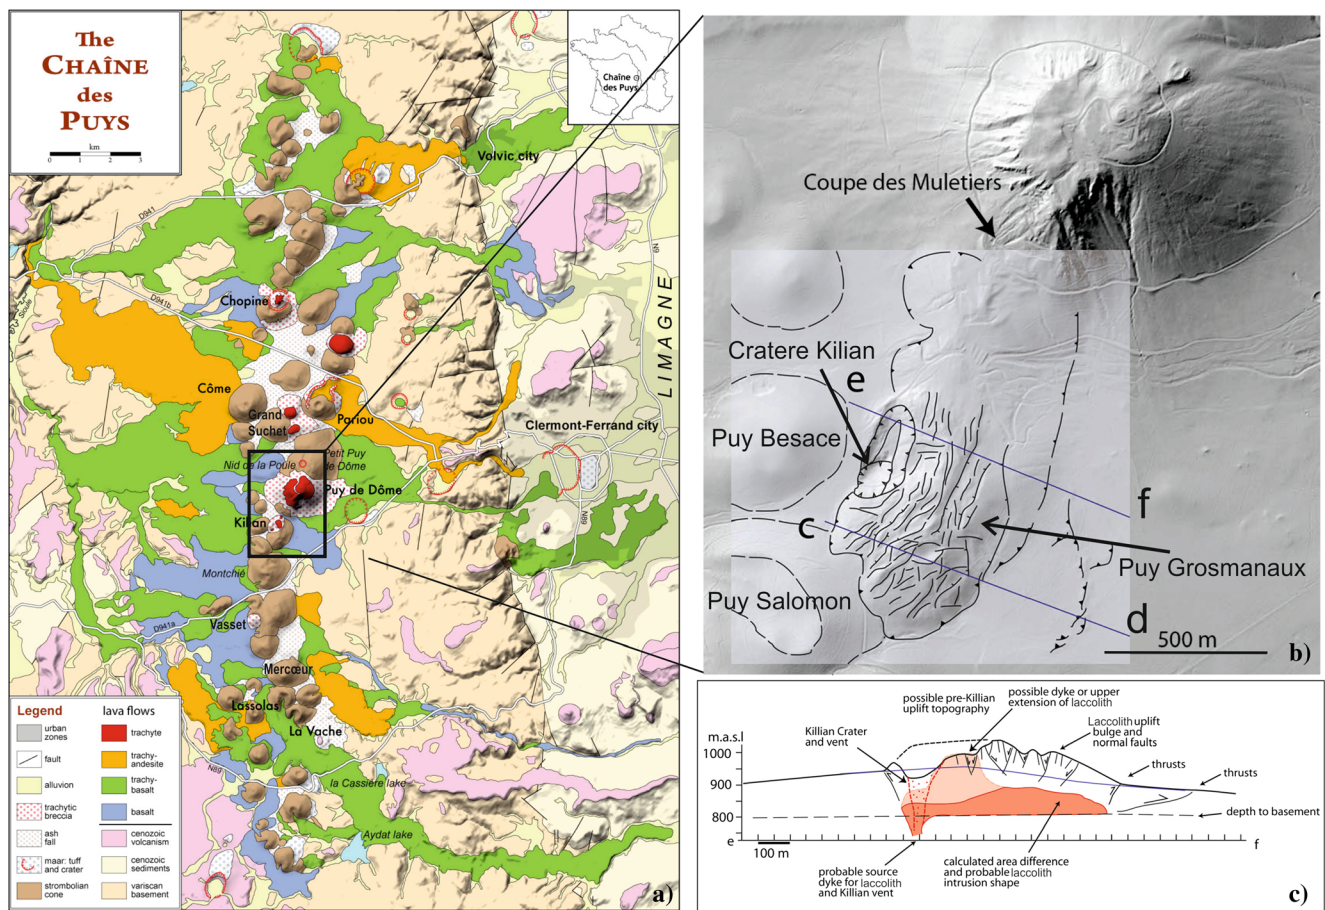 The
CHAÎNE
des
PUYS
km
0 1 2 3
Chaîne
des Puys
Volvic city
D941
N9
Sioule
D941b
Chopine
LIMAGNE
Côme
Grand
Suchet
Pariou
Clermont-Ferrand city
Nid de la Poule
Petit Puy
de Dôme
Puy de Dôme
Kilian
N89
Montchié
D941a
Vasset
Mercœur
Lassolas
La Vache
N89
la Cassière lake
Aydat lake
Legend
urban
zones
fault
alluvion
trachytic
breccia
ash
fall
maar: tuff
and crater
strombolian
cone
lava flows
trachyte
trachy-
andesite
trachy-
basalt
basalt
cenozoic
volcanism
cenozoic
sediments
variscan
basement
a)
Coupe des Muletiers
Cratere Kilian
e
Puy Besace
f
c
Puy Grosmanaux
Puy Salomon
d
500 m
b)
possible pre-Killian
uplift topography
possible dyke or upper
extension of laccolith
Killian Crater
and vent
Laccolith uplift
bulge and
normal faults
m.a.s.l
1000
900
800
thrusts
thrusts
depth to basement
e
f
100 m
probable source
dyke for laccolith
and Killian vent
calculated area difference
and probable laccolith
intrusion shape
c)